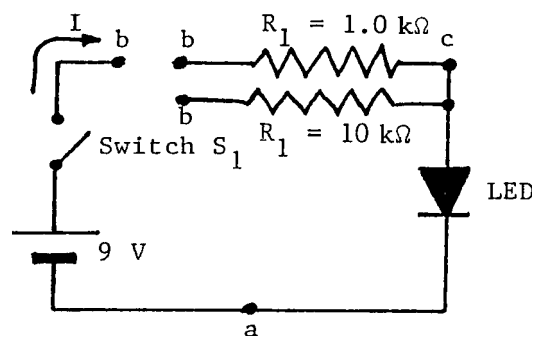 I
b b R1 = 1.0 kΩ c
b R1 = 10 kΩ
Switch S1
LED
9 V
a